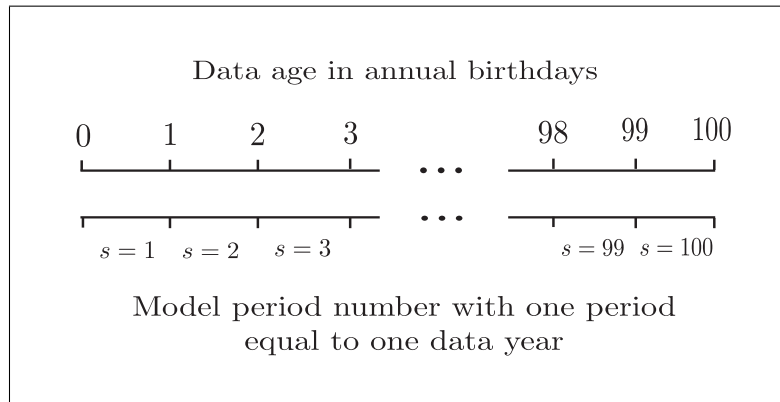 Data age in annual birthdays
0 1 2 3 98 99 100
s = 1 s = 2 s = 3 s = 99 s = 100
Model period number with one period
equal to one data year